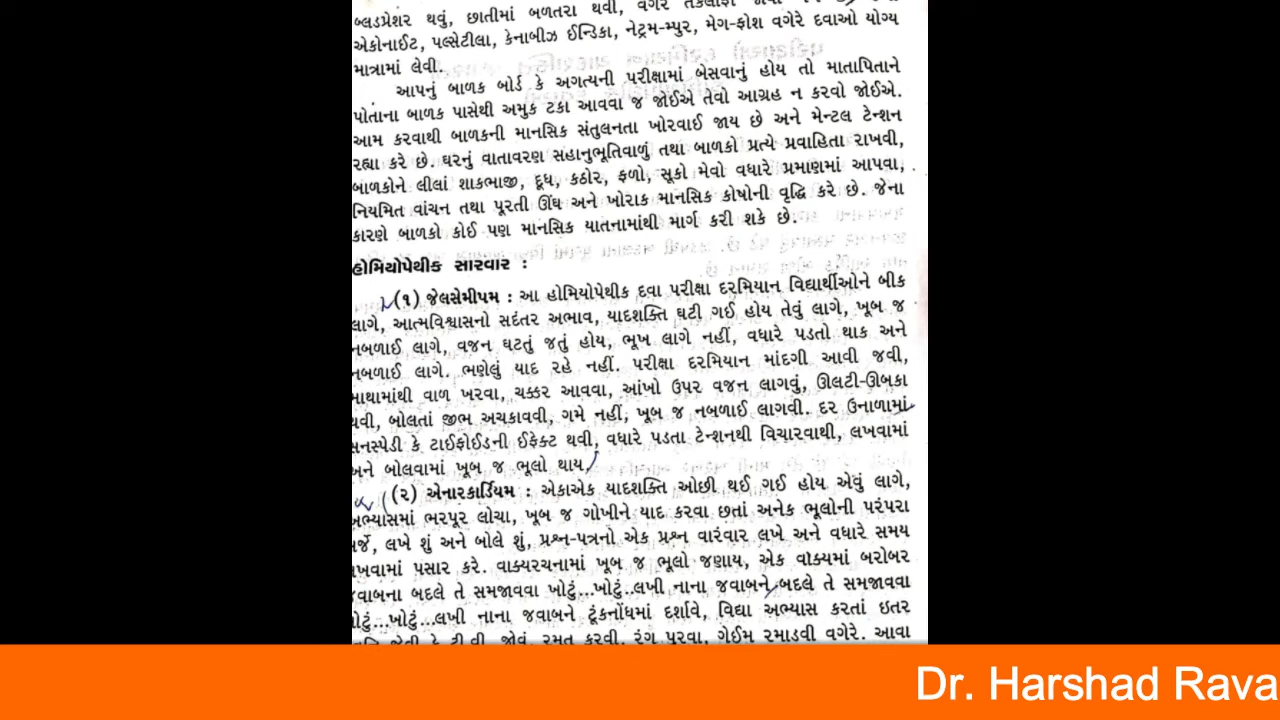 બ્લડપ્રેશર થવું, છાતીમાં બળતરા થવી, વગેરે તકલીફો
એકોનાઈટ, પલ્સેટીલા, કેનાબીઝ ઈન્ડિકા, નેટ્રમ-મ્પુર, મેગ-ફોશ વગેરે દવાઓ યોગ્ય
માત્રામાં લેવી.
આપનું બાળક બોર્ડ કે અગત્યની પરીક્ષામાં બેસવાનું હોય તો માતાપિતાને
પોતાના બાળક પાસેથી અમુક ટકા આવવા જ જોઈએ તેવો આગ્રહ ન કરવો જોઈએ.
આમ કરવાથી બાળકની માનસિક સંતુલનતા ખોરવાઈ જાય છે અને મેન્ટલ ટેન્શન
રહ્યા કરે છે. ઘરનું વાતાવરણ સહાનુભૂતિવાળું તથા બાળકો પ્રત્યે પ્રવાહિતા રાખવી,
બાળકોને લીલાં શાકભાજી, દૂધ, કઠોર, ફળો, સૂકો મેવો વધારે પ્રમાણમાં આપવા,
નિયમિત વાંચન તથા પૂરતી ઊંઘ અને ખોરાક માનસિક કોષોની વૃદ્ધિ કરે છે. જેના
કારણે બાળકો કોઈ પણ માનસિક યાતનામાંથી માર્ગ કરી શકે છે.
હોમિયોપેથીક સારવાર :
(૧) જેલસેમીપમ : આ હોમિયોપેથીક દવા પરીક્ષા દરમિયાન વિદ્યાર્થીઓને બીક
લાગે, આત્મવિશ્વાસનો સદંતર અભાવ, યાદશક્તિ ઘટી ગઈ હોય તેવું લાગે, ખૂબ જ
નબળાઈ લાગે, વજન ઘટતું જતું હોય, ભૂખ લાગે નહીં, વધારે પડતો થાક અને
નબળાઈ લાગે. ભણેલું યાદ રહે નહીં. પરીક્ષા દરમિયાન માંદગી આવી જવી,
માથામાંથી વાળ ખરવા, ચક્કર આવવા, આંખો ઉપર વજન લાગવું, ઊલટી-ઊબકા
થવી, બોલતાં જીભ અચકાવવી, ગમે નહીં, ખૂબ જ નબળાઈ લાગવી. દર ઉનાળામાં
સનસ્પેડી કે ટાઈફોઈડની ઈફેક્ટ થવી, વધારે પડતા ટેન્શનથી વિચારવાથી, લખવામાં
અને બોલવામાં ખૂબ જ ભૂલો થાય,
(૨) એનારકાર્ડિયમ : એકાએક યાદશક્તિ ઓછી થઈ ગઈ હોય એવું લાગે,
અભ્યાસમાં ભરપૂર લોચા, ખૂબ જ ગોખીને યાદ કરવા છતાં અનેક ભૂલોની પરંપરા
સર્જે, લખે શું અને બોલે શું, પ્રશ્ન-પત્રનો એક પ્રશ્ન વારંવાર લખે અને વધારે સમય
લખવામાં પસાર કરે. વાક્યરચનામાં ખૂબ જ ભૂલો જણાય, એક વાક્યમાં બરોબર
જવાબના બદલે તે સમજાવવા ખોટું...ખોટું..લખી નાના જવાબને બદલે તે સમજાવવા
ખોટું...ખોટું..લખી નાના જવાબને ટૂંકનોંધમાં દર્શાવે, વિદ્યા અભ્યાસ કરતાં ઇતર
ટી.વી. જોવું, રમત કરવી, રંગ પૂરવા, ગેઈમ રમાડવી વગેરે. આવા
Dr. Harshad Rava